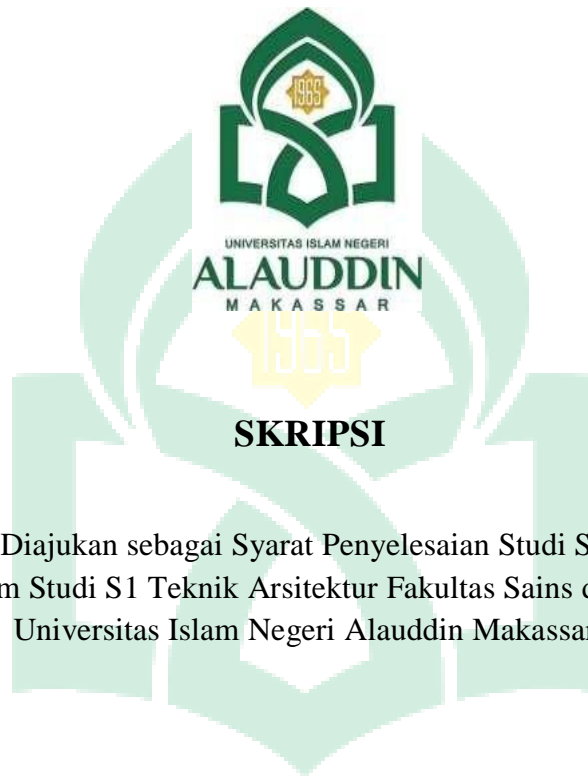 1965
UNIVERSITAS ISLAM NEGERI
ALAUDDIN
MAKASSAR
1965
SKRIPSI
Diajukan sebagai Syarat Penyelesaian Studi S
m Studi S1 Teknik Arsitektur Fakultas Sains d
Universitas Islam Negeri Alauddin Makassar